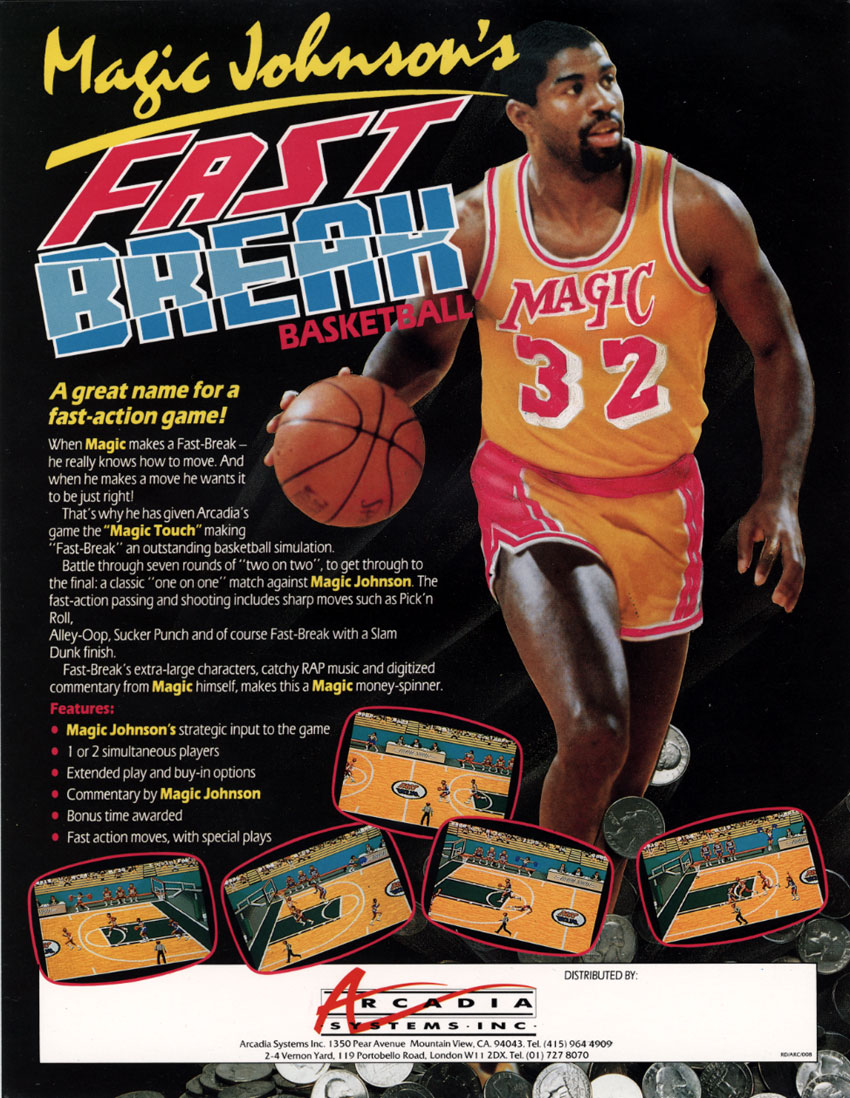 Magic Johnson's
FAST
BREAK
BASKETBALL
MAGIC
32
A great name for a
fast-action game!
When Magic makes a Fast-Break –
he really knows how to move. And
when he makes a move he wants it
to be just right!
That's why he has given Arcadia's
game the "Magic Touch" making
"Fast-Break" an outstanding basketball simulation.
Battle through seven rounds of "two on two", to get through to
the final: a classic "one on one" match against Magic Johnson. The
fast-action passing and shooting includes sharp moves such as Pick'n
Roll,
Alley-Oop, Sucker Punch and of course Fast-Break with a Slam
Dunk finish.
Fast-Break's extra-large characters, catchy RAP music and digitized
commentary from Magic himself, makes this a Magic money-spinner.
Features:
• Magic Johnson's strategic input to the game
• 1 or 2 simultaneous players
• Extended play and buy-in options
• Commentary by Magic Johnson
• Bonus time awarded
• Fast action moves, with special plays
DISTRIBUTED BY:
ARCADIA
SYSTEMS · INC ·
Arcadia Systems Inc. 1350 Pear Avenue Mountain View, CA. 94043. Tel. (415) 964 4909
2-4 Vernon Yard, 119 Portobello Road, London W11 2DX. Tel. (01) 727 8070
RD/ARC/008